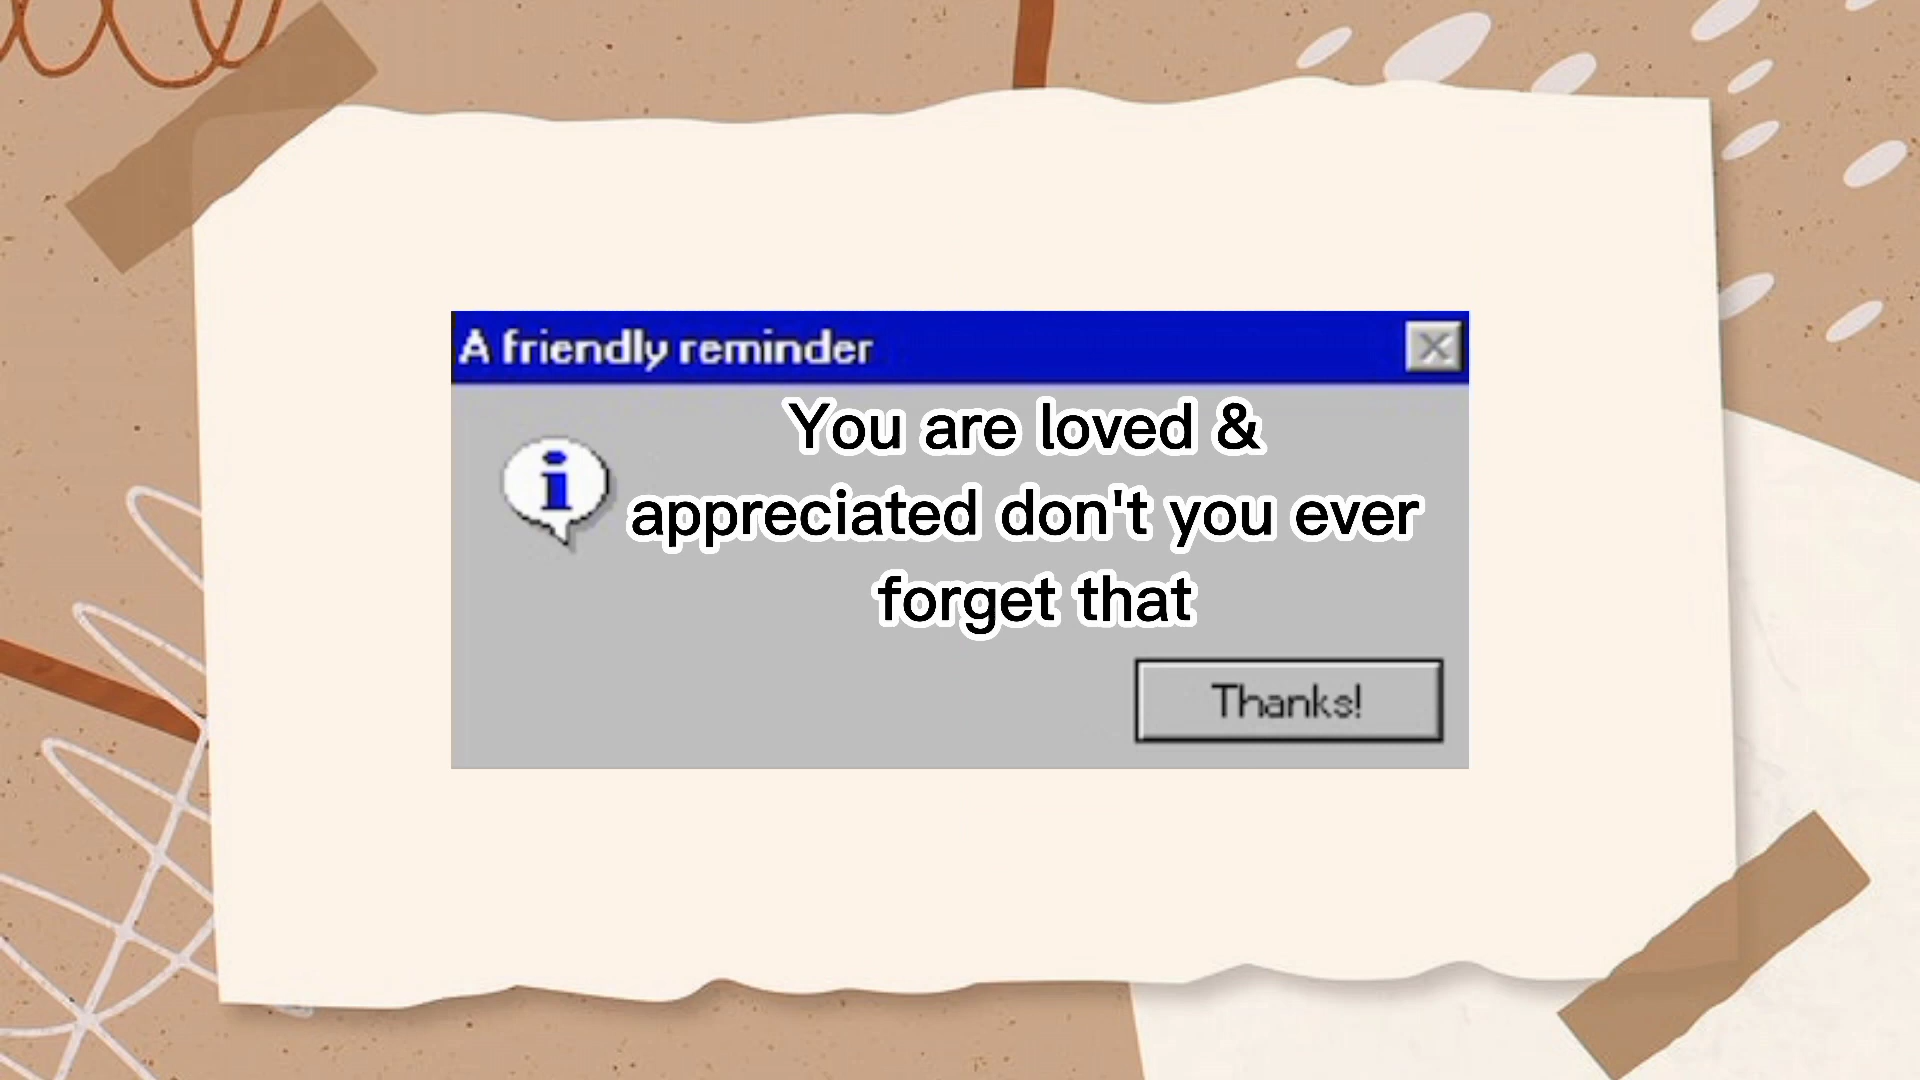 A friendly reminder
You are loved &
appreciated don't you ever
forget that
Thanks!